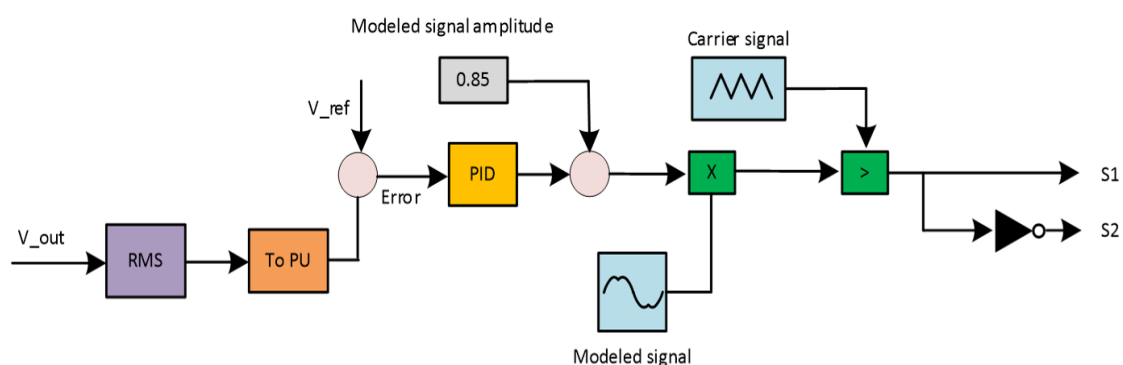 Modeled signal amplitude
Carrier signal
0.85
V_ref
PID
X
>
S1
Error
V_out
S2
RMS
To PU
Modeled signal